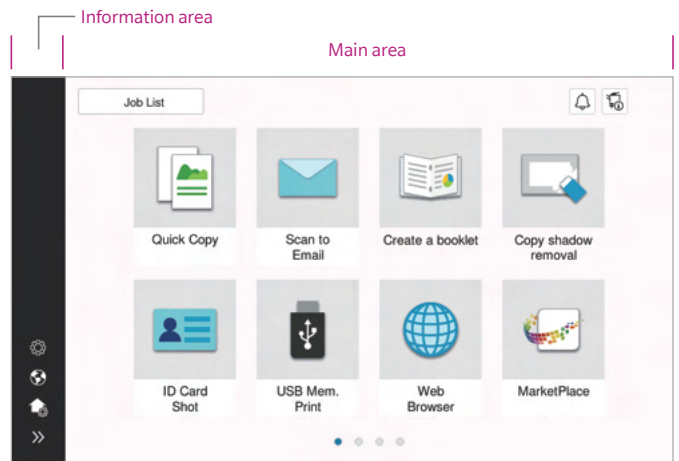 Information area
Main area
Job List
Quick Copy
Scan to
Email
Create a booklet
Copy shadow
removal
ID Card
Shot
USB Mem.
Print
Web
Browser
MarketPlace